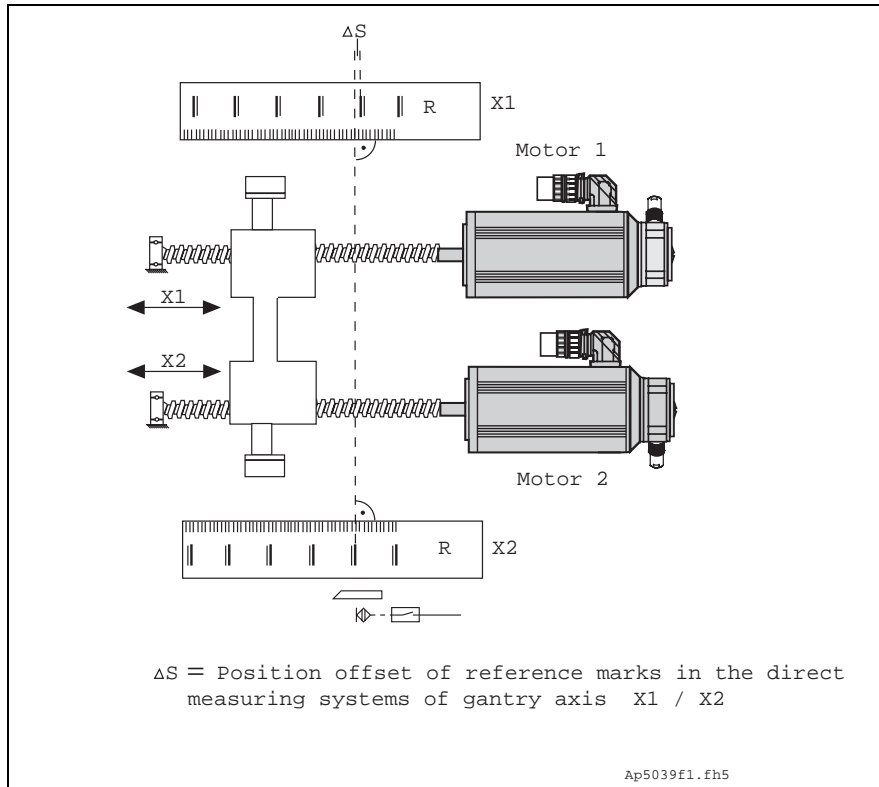 ΔS
R X1
Motor 1
X1
X2
Motor 2
R X2
ΔS = Position offset of reference marks in the direct
measuring systems of gantry axis X1 / X2
Ap5039f1.fh5